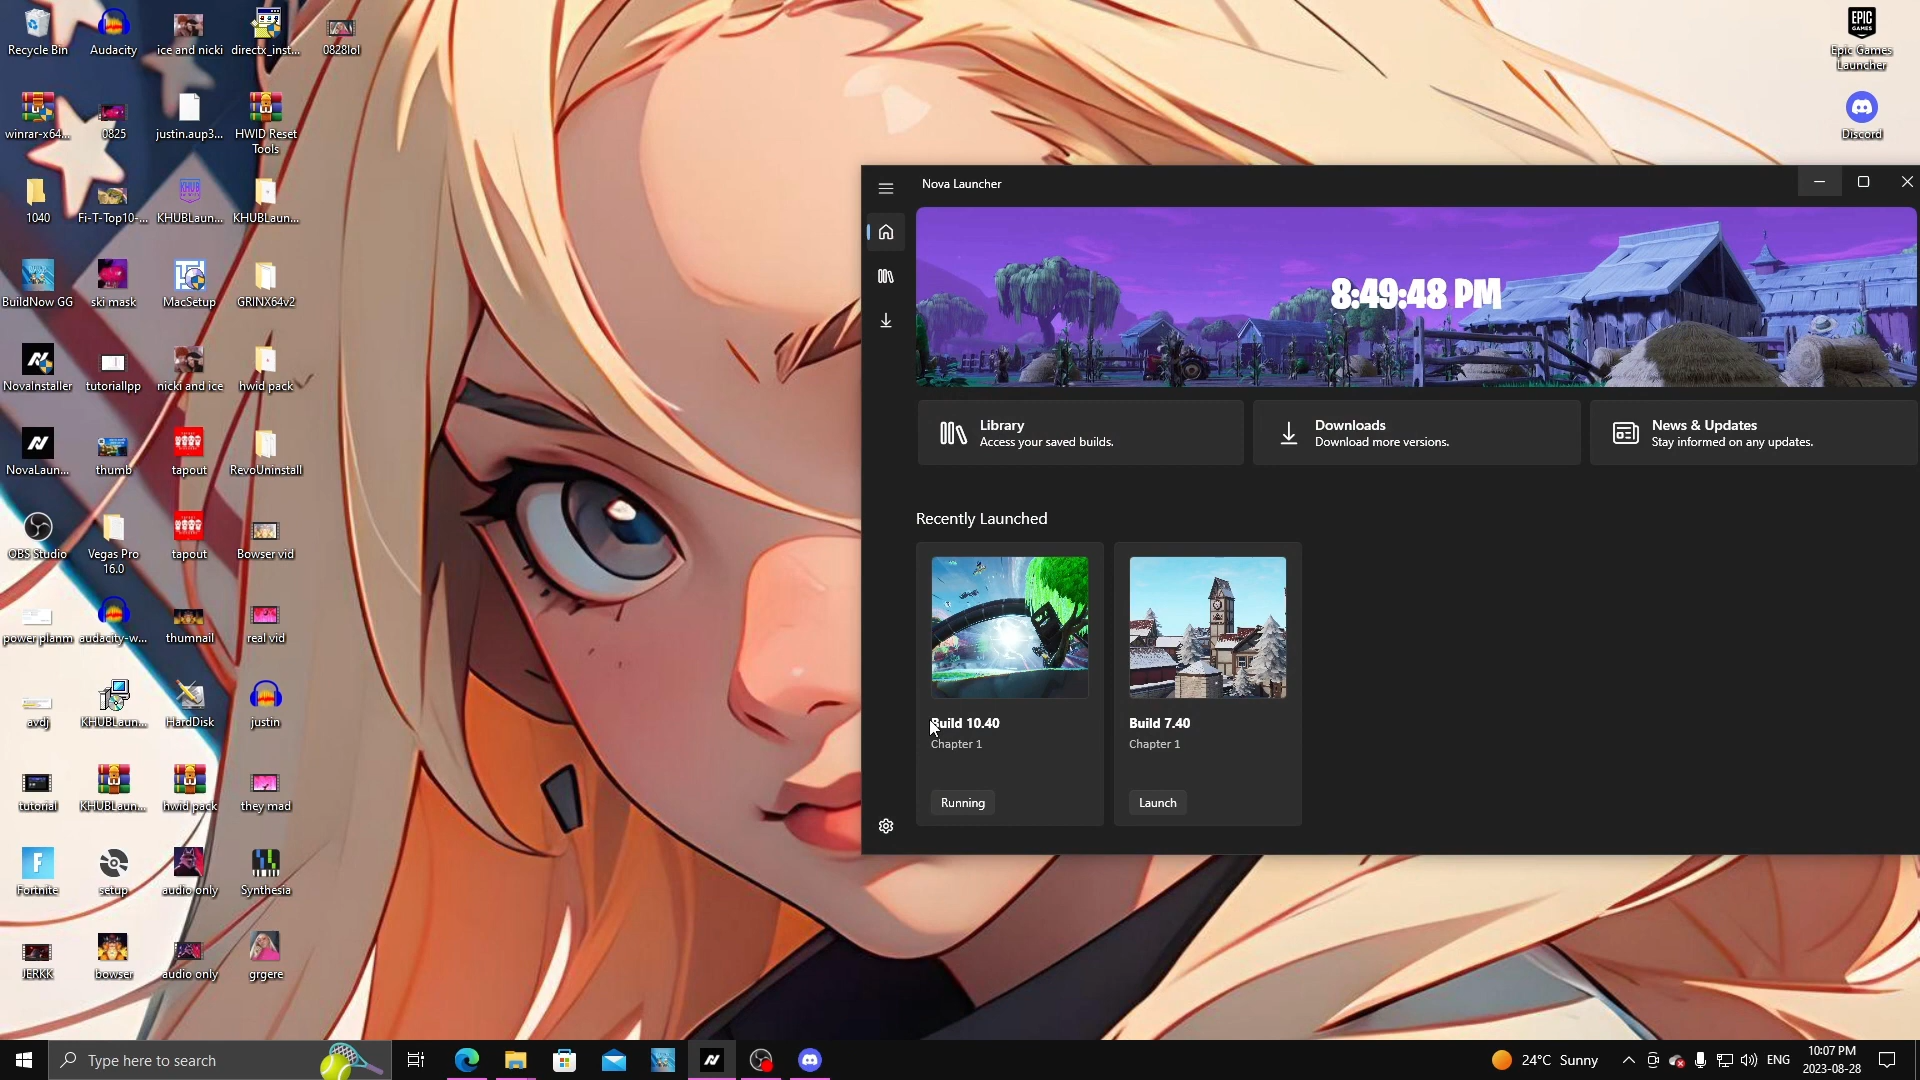 Recycle Bin
Audacity
ice and nicki
directx_inst...
0828lol
EPIC
GAMES
Epic Games
Launcher
winrar-x64...
0825
justin.aup3...
HWID Reset
Tools
Discord
1040
Fi-T-Top10-...
KHUB
KHUBLaun...
KHUBLaun...
BuildNow GG
ski mask
MacSetup
GRINX64v2
NovaInstaller
tutoriallpp
nicki and ice
hwid pack
NovaLaun...
thumb
tapout
RevoUninstall
OBS Studio
Vegas Pro
16.0
tapout
Bowser vid
power planm
audacity-w...
thumnail
real vid
avdj
KHUBLaun...
HardDisk
justin
tutorial
KHUBLaun...
hwid pack
they mad
F
Fortnite
setup
audio only
Synthesia
JERKK
bowser
audio only
grgere
Nova Launcher
8:49:48 PM
Library
Access your saved builds.
Downloads
Download more versions.
News & Updates
Stay informed on any updates.
Recently Launched
Build 10.40
Chapter 1
Running
Build 7.40
Chapter 1
Launch
Type here to search
24°C Sunny
ENG
10:07 PM
2023-08-28